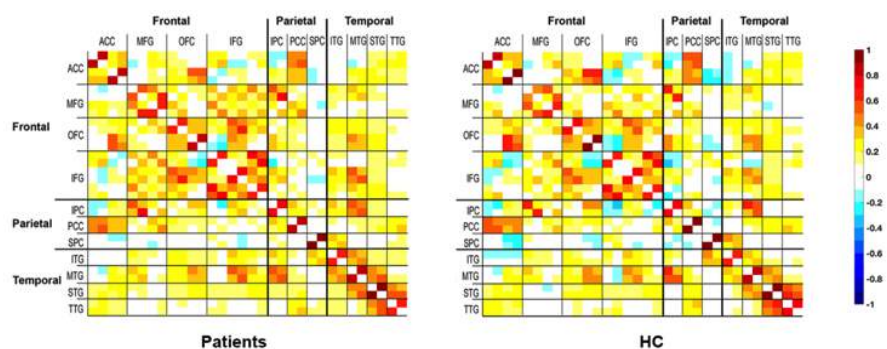 Frontal Parietal Temporal
ACC MFG OFC IFG IPC PCC SPC ITG MTG STG TTG
Frontal
ACC
MFG
OFC
IFG
Parietal
IPC
PCC
SPC
Temporal
ITG
MTG
STG
TTG
Patients
Frontal Parietal Temporal
ACC MFG OFC IFG IPC PCC SPC ITG MTG STG TTG
ACC
MFG
OFC
IFG
IPC
PCC
SPC
ITG
MTG
STG
TTG
HC
1
0.8
0.6
0.4
0.2
0
-0.2
-0.4
-0.6
-0.8
-1